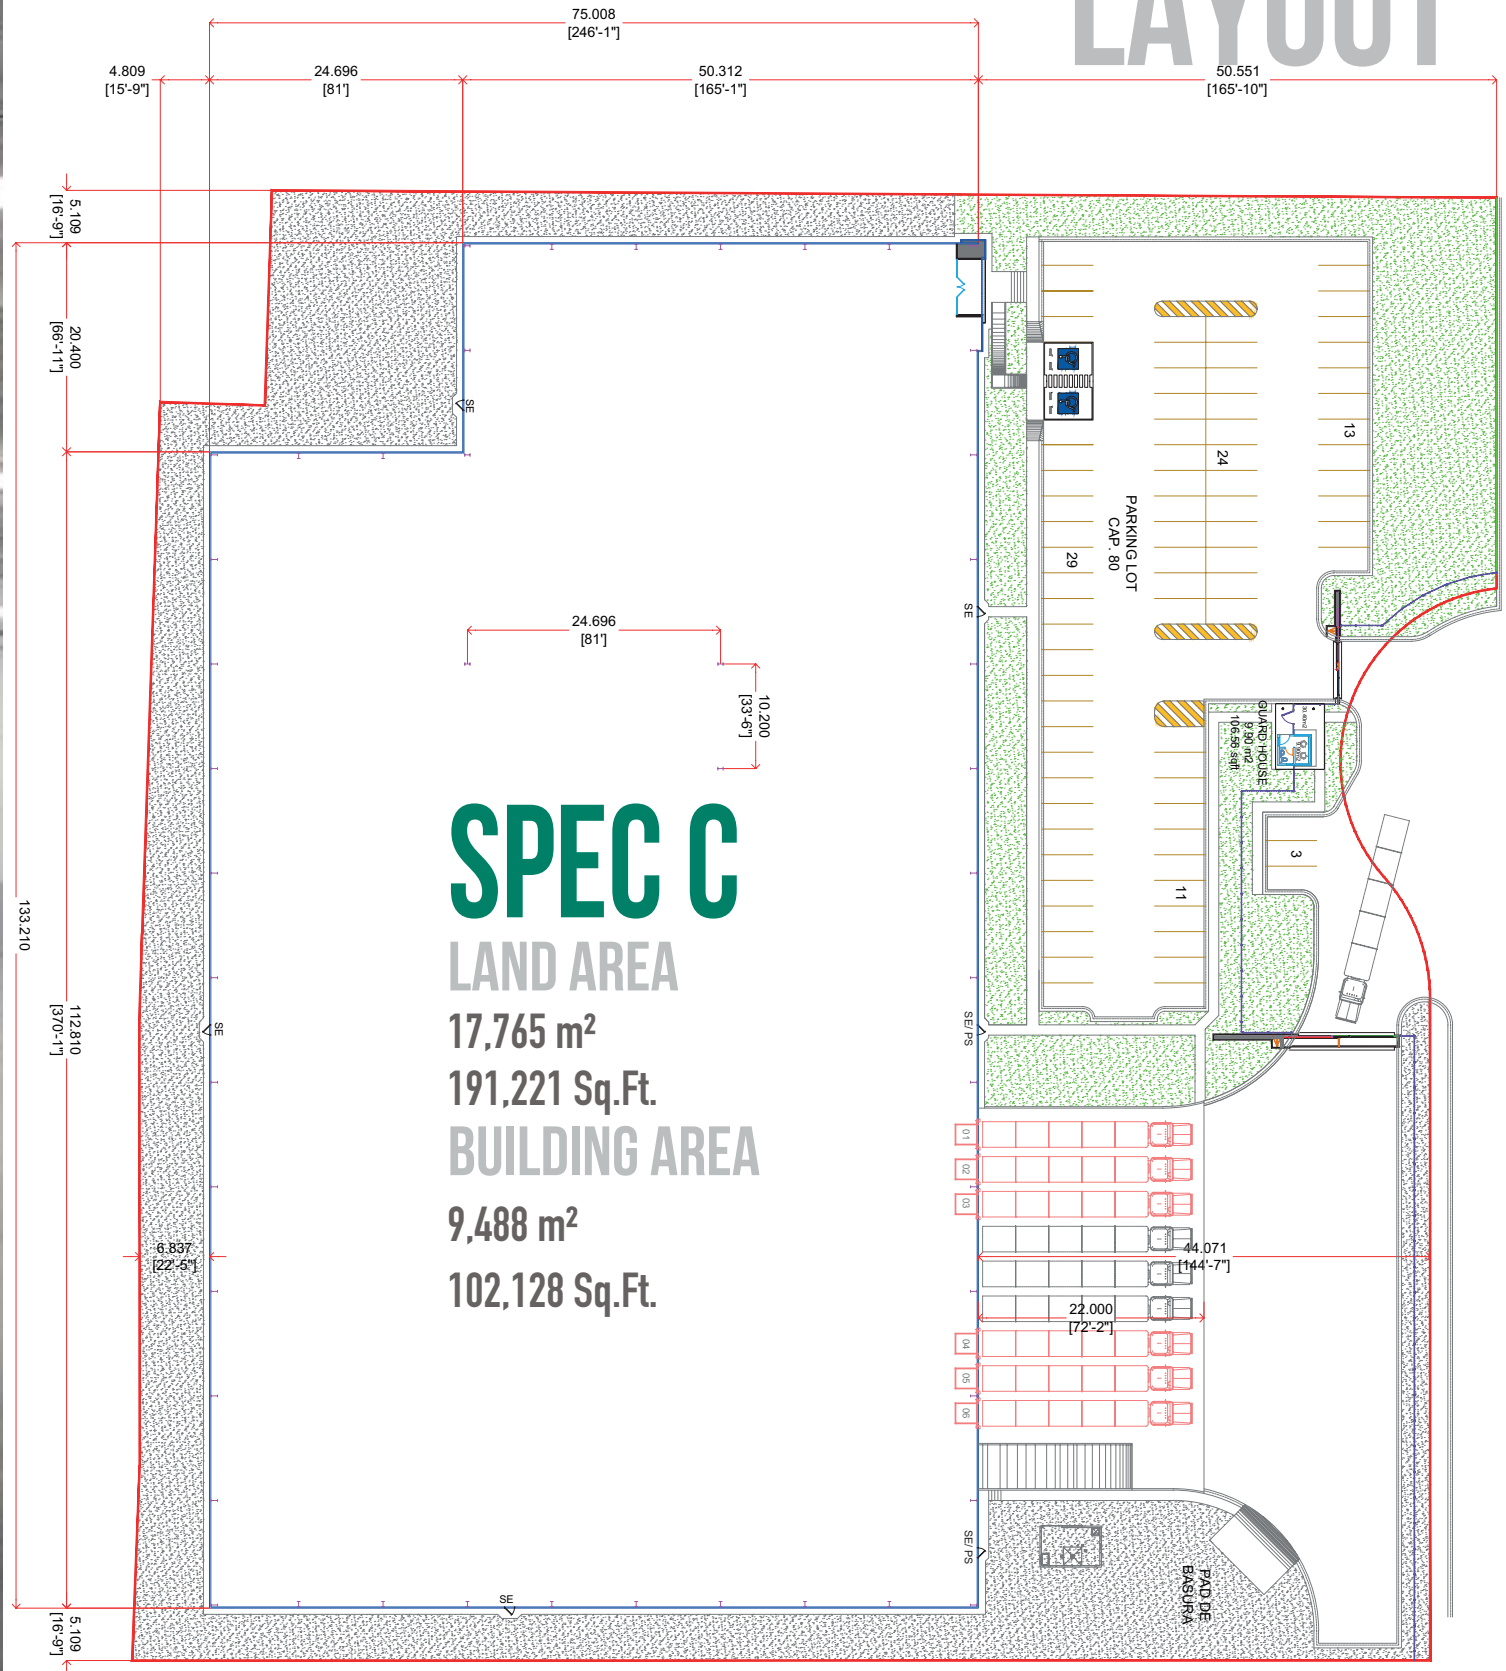 LAYOUT
75.008
[246'-1"]
4.809
[15'-9"]
24.696
[81']
50.312
[165'-1"]
50.551
[165'-10"]
5.109
[16'-9"]
20.400
[66'-11"]
133.210
112.810
[370'-1"]
5.109
[16'-9"]
SE
SE
SE
SE/PS
SE/PS
SE
24.696
[81']
10.200
[33'-6"]
13
24
29
PARKING LOT
CAP. 80
GUARD HOUSE
9.90 m2
106.56 sqft
3
11
SPEC C
LAND AREA
17,765 m²
191,221 Sq.Ft.
BUILDING AREA
9,488 m²
102,128 Sq.Ft.
01
02
03
04
05
06
6.837
[22'-5"]
44.071
[144'-7"]
22.000
[72'-2"]
PAD DE
BASURA